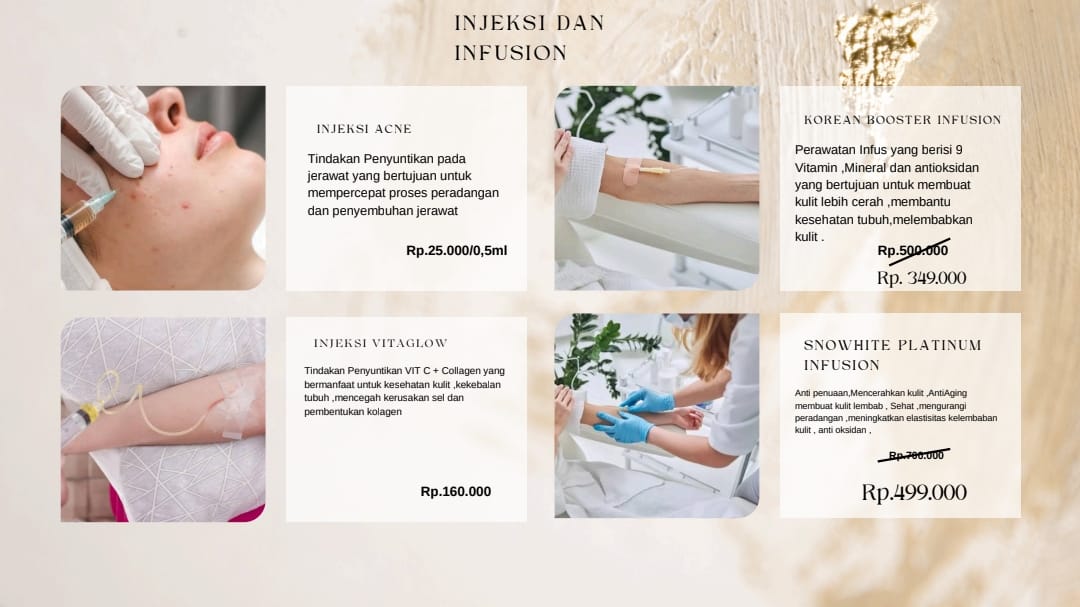 INJEKSI DAN
INFUSION
INJEKSI ACNE
Tindakan Penyuntikan pada
jerawat yang bertujuan untuk
mempercepat proses peradangan
dan penyembuhan jerawat
Rp.25.000/0,5ml
KOREAN BOOSTER INFUSION
Perawatan Infus yang berisi 9
Vitamin ,Mineral dan antioksidan
yang bertujuan untuk membuat
kulit lebih cerah ,membantu
kesehatan tubuh,melembabkan
kulit .
Rp.500.000
Rp. 349.000
INJEKSI VITAGLOW
Tindakan Penyuntikan VIT C + Collagen yang
bermanfaat untuk kesehatan kulit ,kekebalan
tubuh ,mencegah kerusakan sel dan
pembentukan kolagen
Rp.160.000
SNOWHITE PLATINUM
INFUSION
Anti penuaan,Mencerahkan kulit ,AntiAging
membuat kulit lembab , Sehat ,mengurangi
peradangan ,meningkatkan elastisitas kelembaban
kulit , anti oksidan ,
Rp.700.000
Rp.499.000